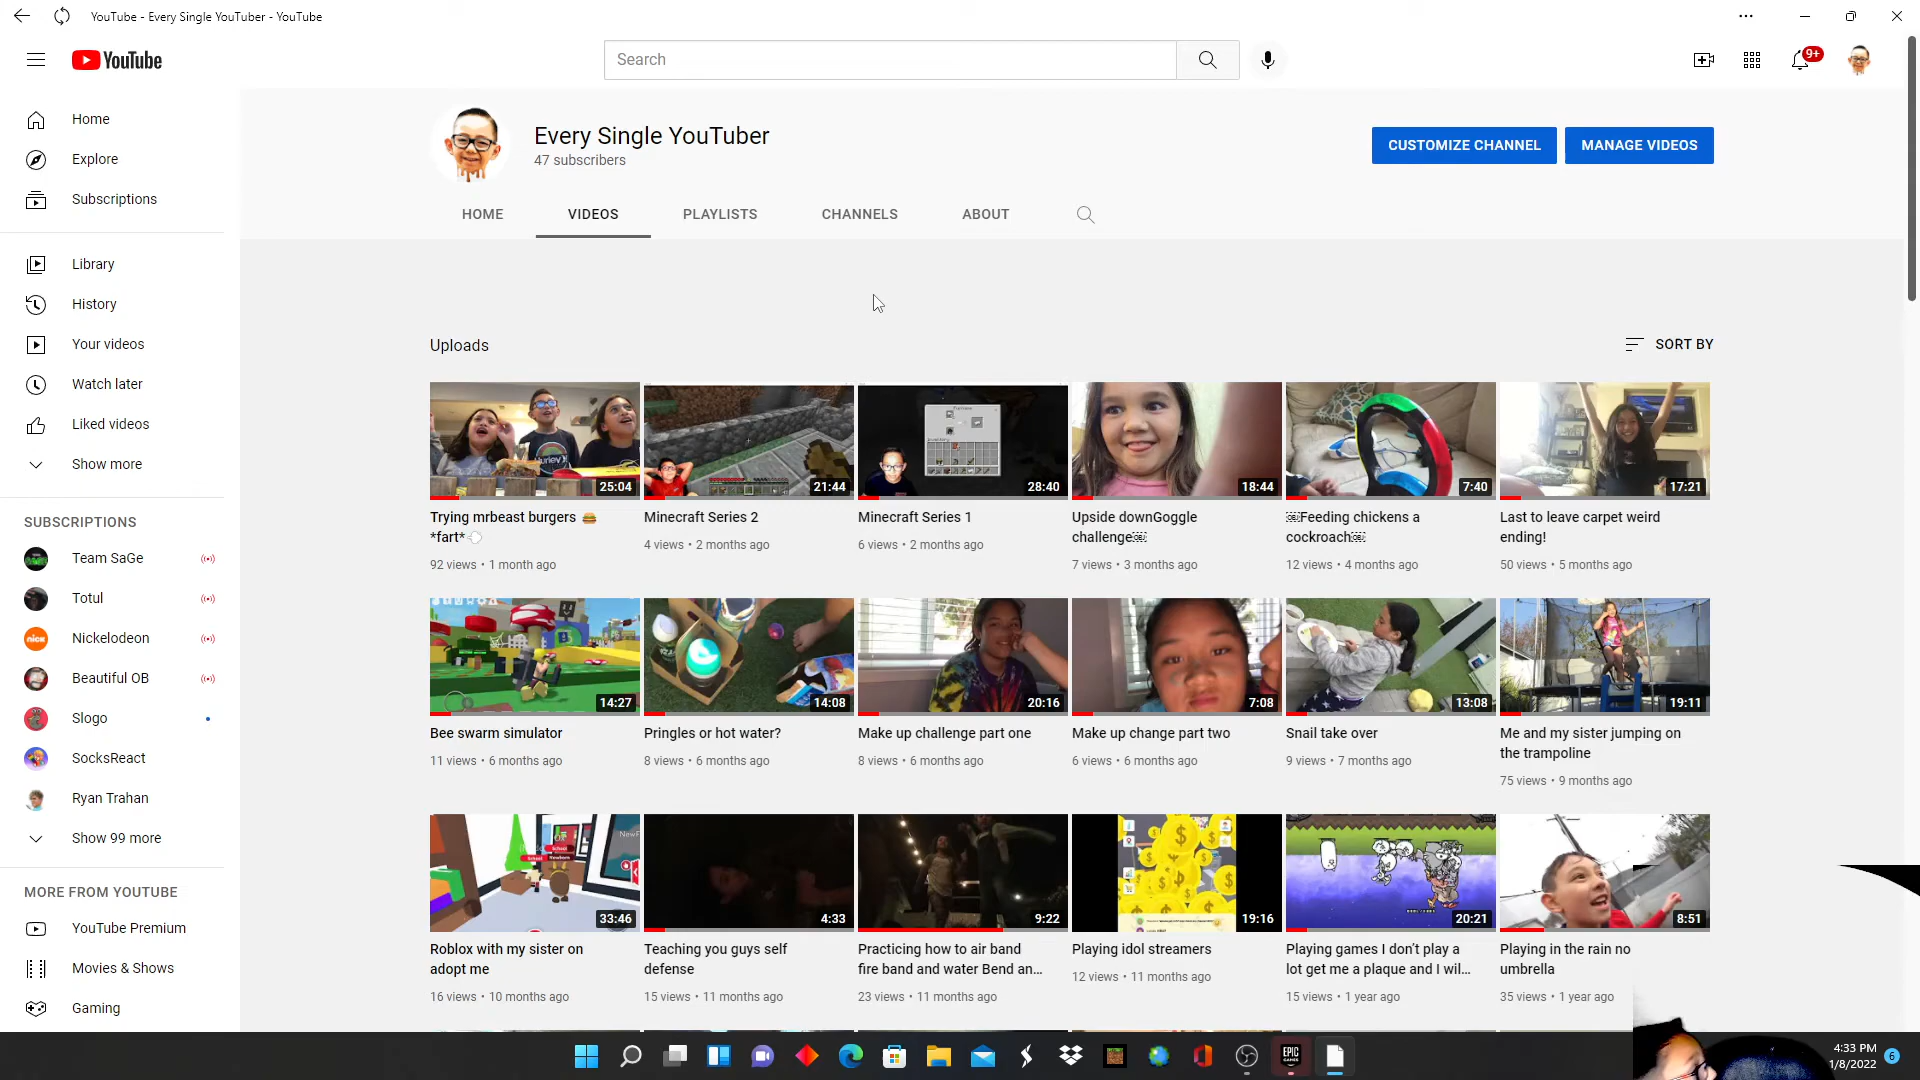 YouTube - Every Single YouTuber - YouTube
YouTube
Search
9+
Home
Explore
Subscriptions
Library
History
Your videos
Watch later
Liked videos
Show more
SUBSCRIPTIONS
Team SaGe
Totul
Nickelodeon
Beautiful OB
Slogo
SocksReact
Ryan Trahan
Show 99 more
MORE FROM YOUTUBE
YouTube Premium
Movies & Shows
Gaming
Every Single YouTuber
47 subscribers
CUSTOMIZE CHANNEL
MANAGE VIDEOS
HOME
VIDEOS
PLAYLISTS
CHANNELS
ABOUT
Uploads
SORT BY
25:04
21:44
28:40
18:44
7:40
17:21
Trying mrbeast burgers 🍔
*fart*💨
92 views • 1 month ago
Minecraft Series 2
4 views • 2 months ago
Minecraft Series 1
6 views • 2 months ago
Upside downGoggle
challenge￼
7 views • 3 months ago
￼Feeding chickens a
cockroach￼
12 views • 4 months ago
Last to leave carpet weird
ending!
50 views • 5 months ago
14:27
14:08
20:16
7:08
13:08
19:11
Bee swarm simulator
11 views • 6 months ago
Pringles or hot water?
8 views • 6 months ago
Make up challenge part one
8 views • 6 months ago
Make up change part two
6 views • 6 months ago
Snail take over
9 views • 7 months ago
Me and my sister jumping on
the trampoline
75 views • 9 months ago
33:46
4:33
9:22
19:16
20:21
8:51
Roblox with my sister on
adopt me
16 views • 10 months ago
Teaching you guys self
defense
15 views • 11 months ago
Practicing how to air band
fire band and water Bend an...
23 views • 11 months ago
Playing idol streamers
12 views • 11 months ago
Playing games I don't play a
lot get me a plaque and I wil...
15 views • 1 year ago
Playing in the rain no
umbrella
35 views • 1 year ago
EPIC
GAMES
4:33 PM
1/8/2022
6